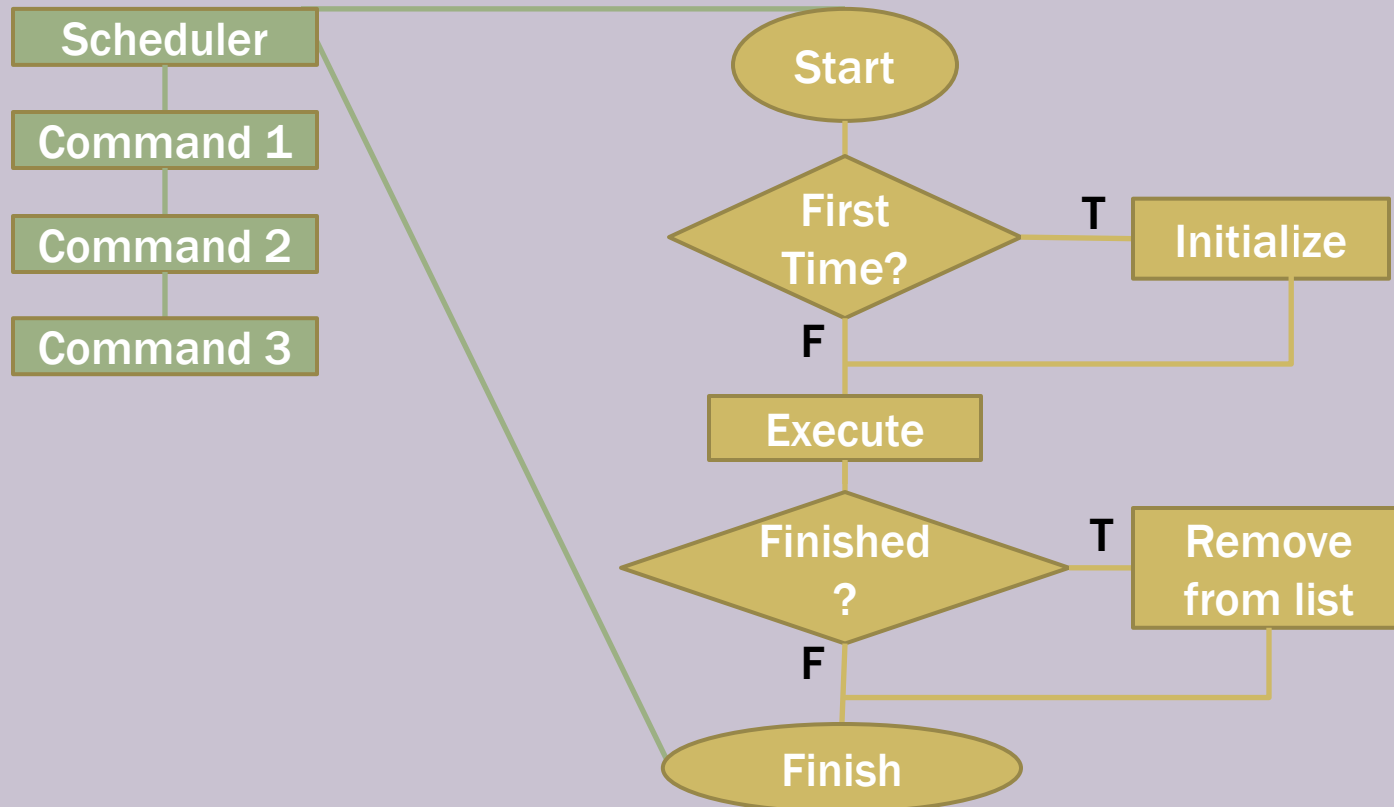 Scheduler
Command 1
Command 2
Command 3
Start
First
Time?
T
Initialize
F
Execute
Finished
?
T
Remove
from list
F
Finish